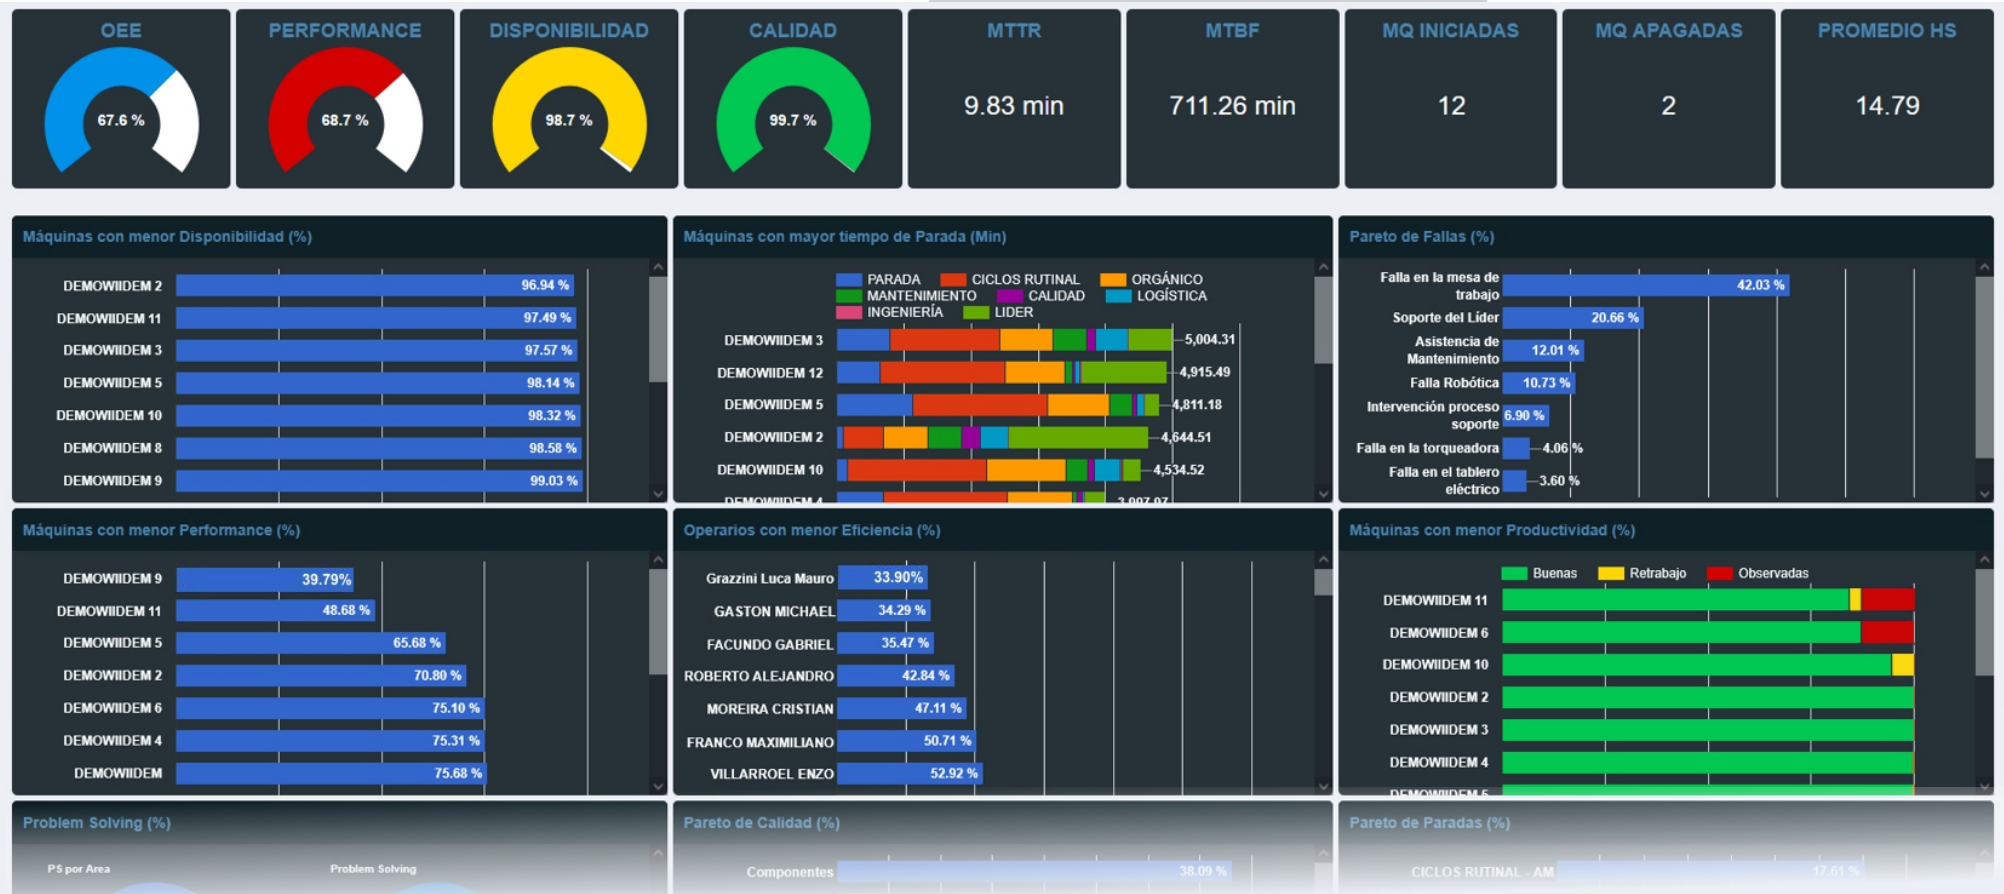 OEE
67.6 %
PERFORMANCE
68.7 %
DISPONIBILIDAD
98.7 %
CALIDAD
99.7 %
MTTR
9.83 min
MTBF
711.26 min
MQ INICIADAS
12
MQ APAGADAS
2
PROMEDIO HS
14.79
Máquinas con menor Disponibilidad (%)
DEMOWIIDEM 2 96.94 %
DEMOWIIDEM 11 97.49 %
DEMOWIIDEM 3 97.57 %
DEMOWIIDEM 5 98.14 %
DEMOWIIDEM 10 98.32 %
DEMOWIIDEM 8 98.58 %
DEMOWIIDEM 9 99.03 %
Máquinas con mayor tiempo de Parada (Min)
PARADA CICLOS RUTINAL ORGÁNICO
MANTENIMIENTO CALIDAD LOGÍSTICA
INGENIERÍA LIDER
DEMOWIIDEM 3 5,004.31
DEMOWIIDEM 12 4,915.49
DEMOWIIDEM 5 4,811.18
DEMOWIIDEM 2 4,644.51
DEMOWIIDEM 10 4,534.52
DEMOWIIDEM 4 3,997.97
Pareto de Fallas (%)
Falla en la mesa de
trabajo
42.03 %
Soporte del Líder 20.66 %
Asistencia de
Mantenimiento
12.01 %
Falla Robótica 10.73 %
Intervención proceso
soporte
6.90 %
Falla en la torqueadora 4.06 %
Falla en el tablero
eléctrico
3.60 %
Máquinas con menor Performance (%)
DEMOWIIDEM 9 39.79%
DEMOWIIDEM 11 48.68 %
DEMOWIIDEM 5 65.68 %
DEMOWIIDEM 2 70.80 %
DEMOWIIDEM 6 75.10 %
DEMOWIIDEM 4 75.31 %
DEMOWIIDEM 75.68 %
Operarios con menor Eficiencia (%)
Grazzini Luca Mauro 33.90%
GASTON MICHAEL 34.29 %
FACUNDO GABRIEL 35.47 %
ROBERTO ALEJANDRO 42.84 %
MOREIRA CRISTIAN 47.11 %
FRANCO MAXIMILIANO 50.71 %
VILLARROEL ENZO 52.92 %
Máquinas con menor Productividad (%)
Buenas Retrabajo Observadas
DEMOWIIDEM 11
DEMOWIIDEM 6
DEMOWIIDEM 10
DEMOWIIDEM 2
DEMOWIIDEM 3
DEMOWIIDEM 4
DEMOWIIDEM 5
Problem Solving (%)
PS por Area Problem Solving
Pareto de Calidad (%)
Componentes 38.09 %
Pareto de Paradas (%)
CICLOS RUTINAL - AM 17.61 %